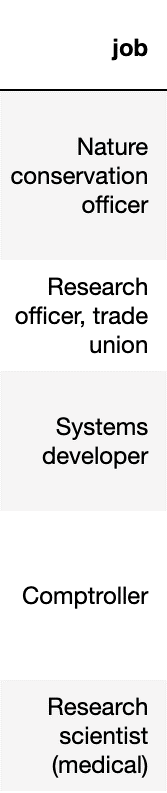 job
Nature
conservation
officer
Research
officer, trade
union
Systems
developer
Comptroller
Research
scientist
(medical)